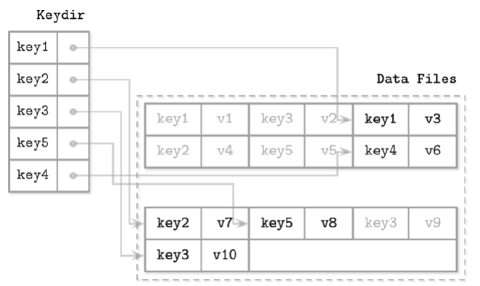 Keydir
key1
key2
key3
key5
key4
Data Files
key1 v1 key3 v2 key1 v3
key2 v4 key5 v5 key4 v6
key2 v7 key5 v8 key3 v9
key3 v10